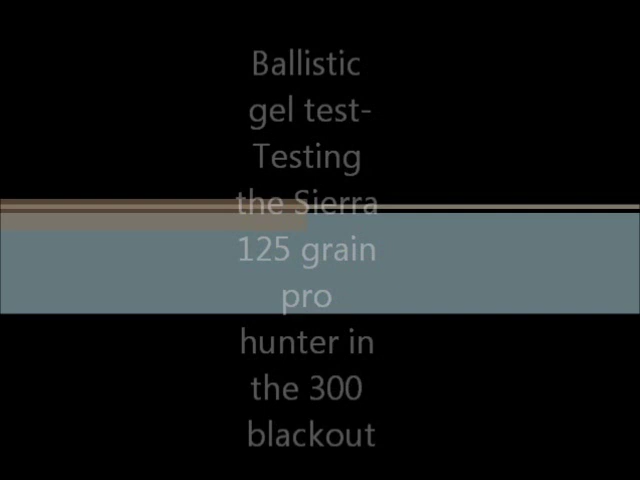 Ballistic
gel test-
Testing
the Sierra
125 grain
pro
hunter in
the 300
blackout